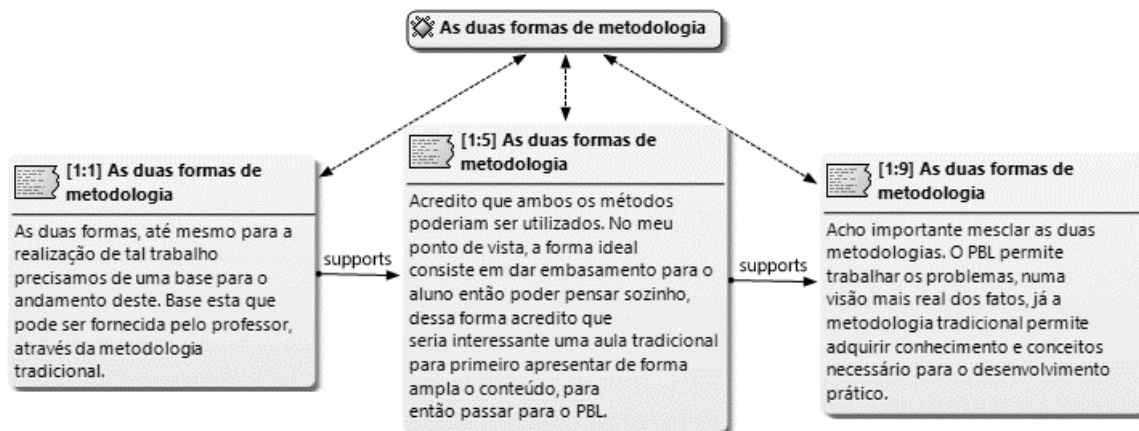 As duas formas de metodologia
[1:1] As duas formas de
metodologia
As duas formas, até mesmo para a
realização de tal trabalho
precisamos de uma base para o
andamento deste. Base esta que
pode ser fornecida pelo professor,
através da metodologia
tradicional.
supports
[1:5] As duas formas de
metodologia
Acredito que ambos os métodos
poderiam ser utilizados. No meu
ponto de vista, a forma ideal
consiste em dar embasamento para o
aluno então poder pensar sozinho,
dessa forma acredito que
seria interessante uma aula tradicional
para primeiro apresentar de forma
ampla o conteúdo, para
então passar para o PBL.
supports
[1:9] As duas formas de
metodologia
Acho importante mesclar as duas
metodologias. O PBL permite
trabalhar os problemas, numa
visão mais real dos fatos, já a
metodologia tradicional permite
adquirir conhecimento e conceitos
necessário para o desenvolvimento
prático.